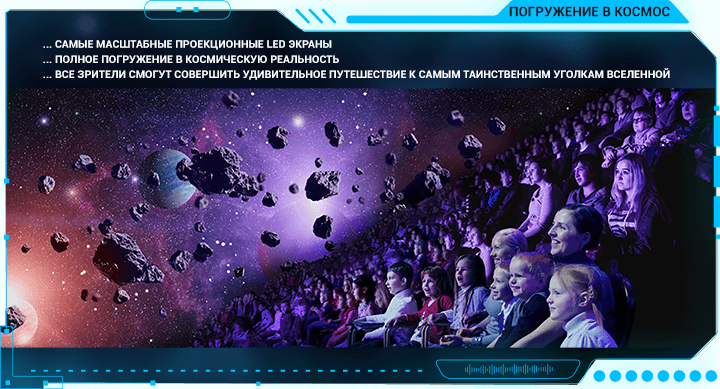 ПОГРУЖЕНИЕ В КОСМОС
... САМЫЕ МАСШТАБНЫЕ ПРОЕКЦИОННЫЕ LED ЭКРАНЫ
... ПОЛНОЕ ПОГРУЖЕНИЕ В КОСМИЧЕСКУЮ РЕАЛЬНОСТЬ
... ВСЕ ЗРИТЕЛИ СМОГУТ СОВЕРШИТЬ УДИВИТЕЛЬНОЕ ПУТЕШЕСТВИЕ К САМЫМ ТАИНСТВЕННЫМ УГОЛКАМ ВСЕЛЕННОЙ